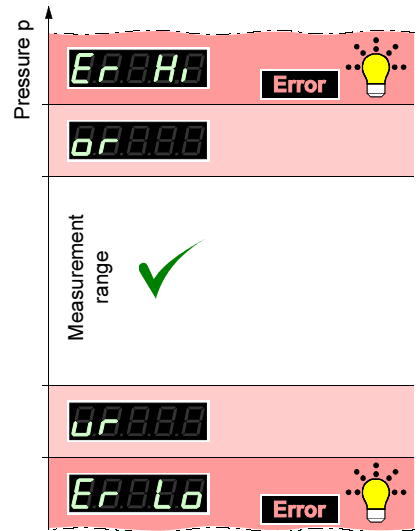 Pressure p
Er Hi
Error
or
Measurement
range
ur
Er Lo
Error